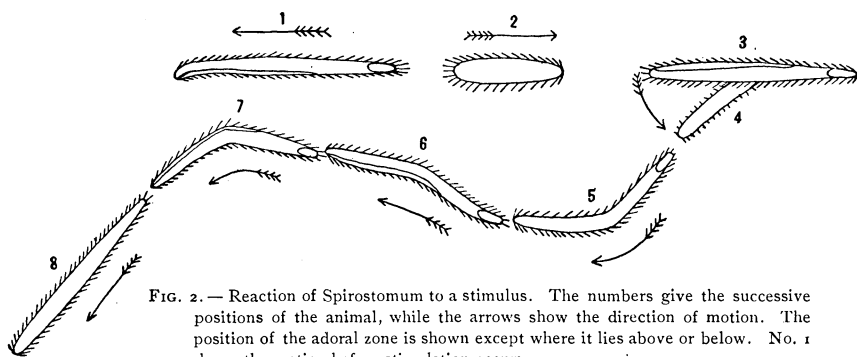 1
2
3
4
7
6
5
8
Fig. 2. — Reaction of Spirostomum to a stimulus. The numbers give the successive
positions of the animal, while the arrows show the direction of motion. The
position of the adoral zone is shown except where it lies above or below. No. 1